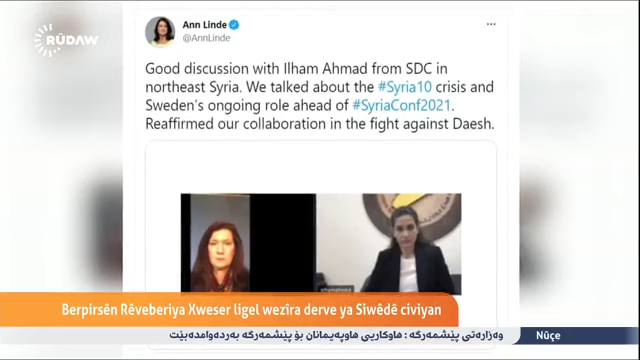 RÛDAW
Ann Linde
@AnnLinde
Good discussion with Ilham Ahmad from SDC in
northeast Syria. We talked about the #Syria10 crisis and
Sweden's ongoing role ahead of #SyriaConf2021.
Reaffirmed our collaboration in the fight against Daesh.
Berpirsên Rêveberiya Xweser ligel wezîra derve ya Siwêdê civiyan
وەزارەتی پێشمەرگە : هاوکاریی هاوپەیمانان بۆ پێشمەرگە بەردەوامدەبێت
Nûçe